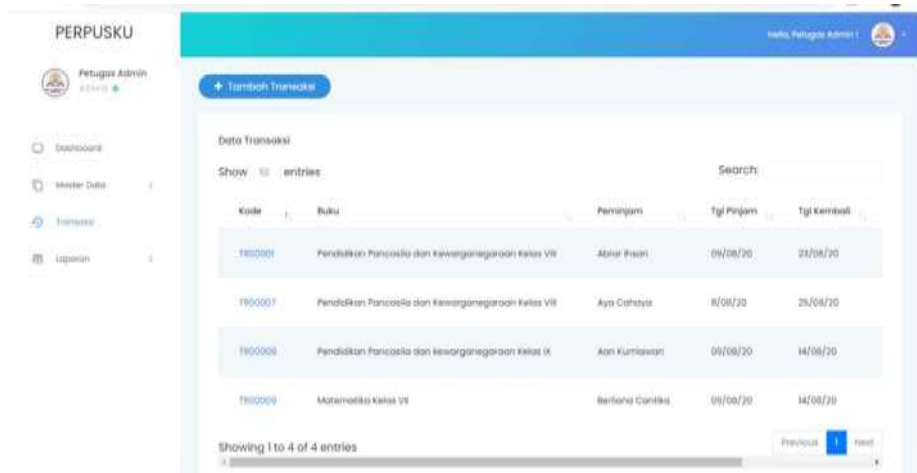 PERPUSKU
Hello, Petugas Admin !
Petugas Admin
ADMIN
+ Tambah Transaksi
Dashboard
Master Data
Transaksi
Laporan
Data Transaksi
Show 10 entries
Search:
Kode Buku Peminjam Tgl Pinjam Tgl Kembali
TR00001 Pendidikan Pancasila dan Kewarganegaraan Kelas VIII Abror Ihsan 09/08/20 23/08/20
TR00007 Pendidikan Pancasila dan Kewarganegaraan Kelas VIII Ayo Cahaya 11/08/20 25/08/20
TR00008 Pendidikan Pancasila dan kewarganegaraan Kelas IX Aan Kurniawan 09/08/20 14/08/20
TR00009 Matematika Kelas VII Cantika 09/08/20 14/08/20
Showing 1 to 4 of 4 entries
Previous 1 Next